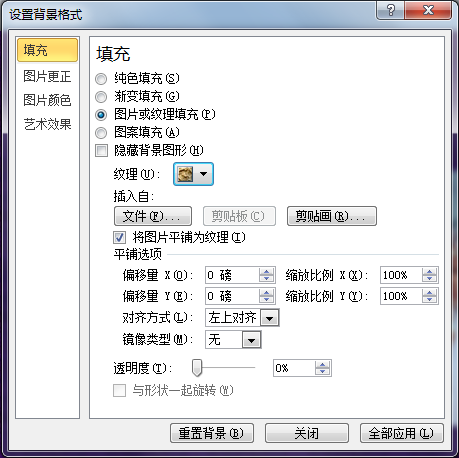 设置背景格式
填充
图片更正
图片颜色
艺术效果
填充
纯色填充(S)
渐变填充(G)
图片或纹理填充(P)
图案填充(A)
隐藏背景图形(H)
纹理(U):
插入自:
文件(F)... 剪贴板(C) 剪贴画(R)...
将图片平铺为纹理(I)
平铺选项
偏移量 X(O): 0 磅 缩放比例 X(X): 100%
偏移量 Y(E): 0 磅 缩放比例 Y(Y): 100%
对齐方式(L): 左上对齐
镜像类型(M): 无
透明度(T): 0%
与形状一起旋转(W)
重置背景(B) 关闭 全部应用(L)